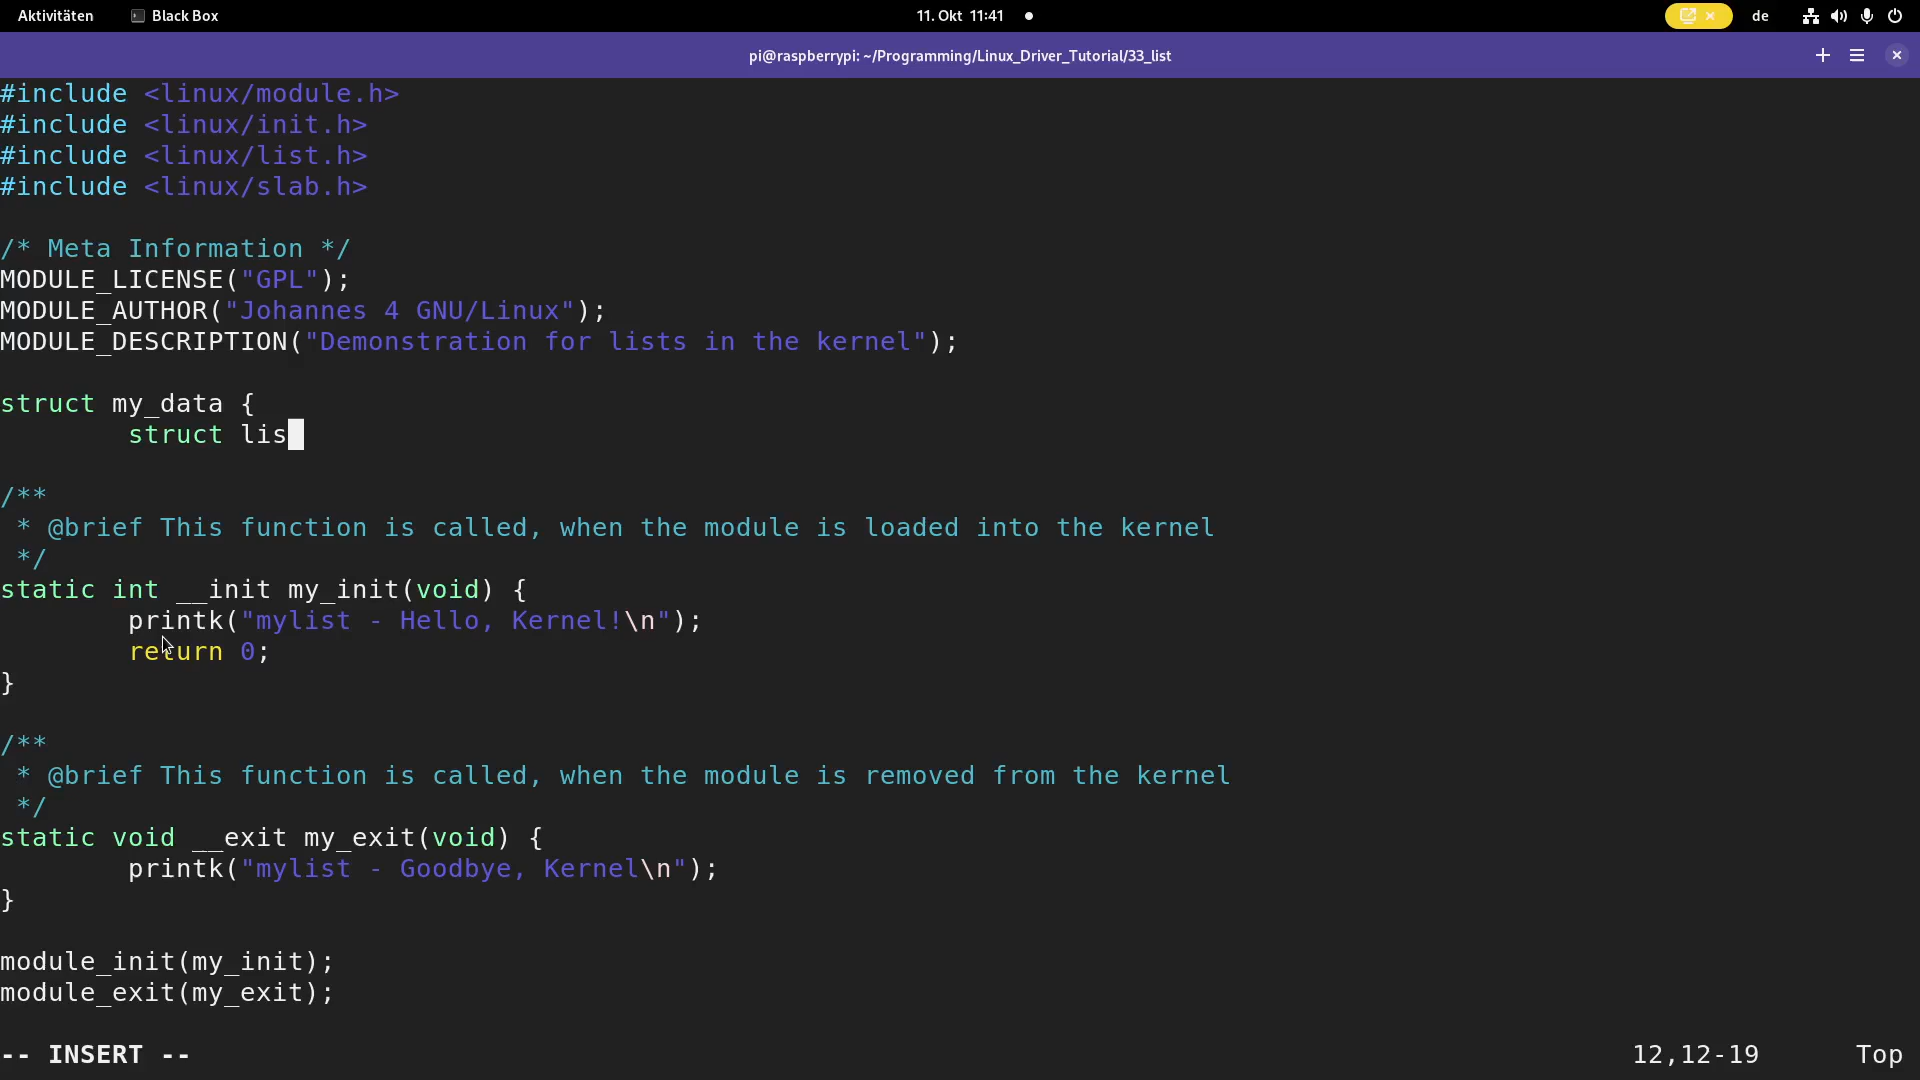 Aktivitäten Black Box 11. Okt 11:41 de
pi@raspberrypi: ~/Programming/Linux_Driver_Tutorial/33_list
#include <linux/module.h>
#include <linux/init.h>
#include <linux/list.h>
#include <linux/slab.h>

/* Meta Information */
MODULE_LICENSE("GPL");
MODULE_AUTHOR("Johannes 4 GNU/Linux");
MODULE_DESCRIPTION("Demonstration for lists in the kernel");

struct my_data {
        struct lis

/**
 * @brief This function is called, when the module is loaded into the kernel
 */
static int __init my_init(void) {
        printk("mylist - Hello, Kernel!\n");
        return 0;
}

/**
 * @brief This function is called, when the module is removed from the kernel
 */
static void __exit my_exit(void) {
        printk("mylist - Goodbye, Kernel\n");
}

module_init(my_init);
module_exit(my_exit);

-- INSERT -- 12,12-19 Top